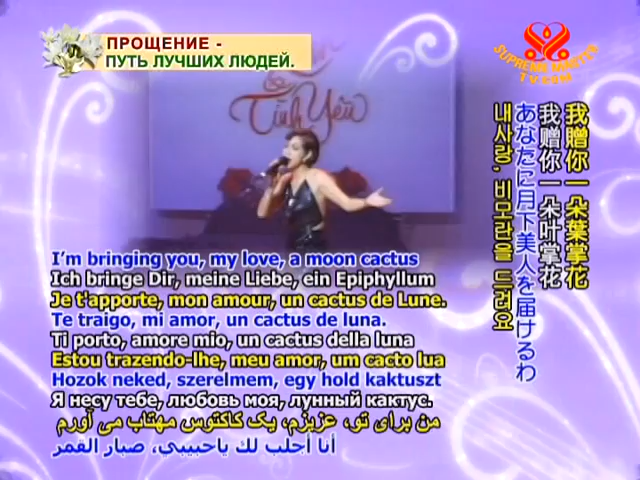 ПРОЩЕНИЕ -
ПУТЬ ЛУЧШИХ ЛЮДЕЙ.
SUPREME MASTER
TV.COM
Tình Yêu
我贈你一朵葉掌花
我赠你一朵叶掌花
あなたに月下美人を届けるわ
내사랑, 비모란을 드려요
I'm bringing you, my love, a moon cactus
Ich bringe Dir, meine Liebe, ein Epiphyllum
Je t'apporte, mon amour, un cactus de Lune.
Te traigo, mi amor, un cactus de luna.
Ti porto, amore mio, un cactus della luna
Estou trazendo-lhe, meu amor, um cacto lua
Hozok neked, szerelmem, egy hold kaktuszt
Я несу тебе, любовь моя, лунный кактус.
من برای تو، عزیزم، یک کاکتوس مهتاب می آورم
أنا أجلب لك ياحبيبي، صبار القمر